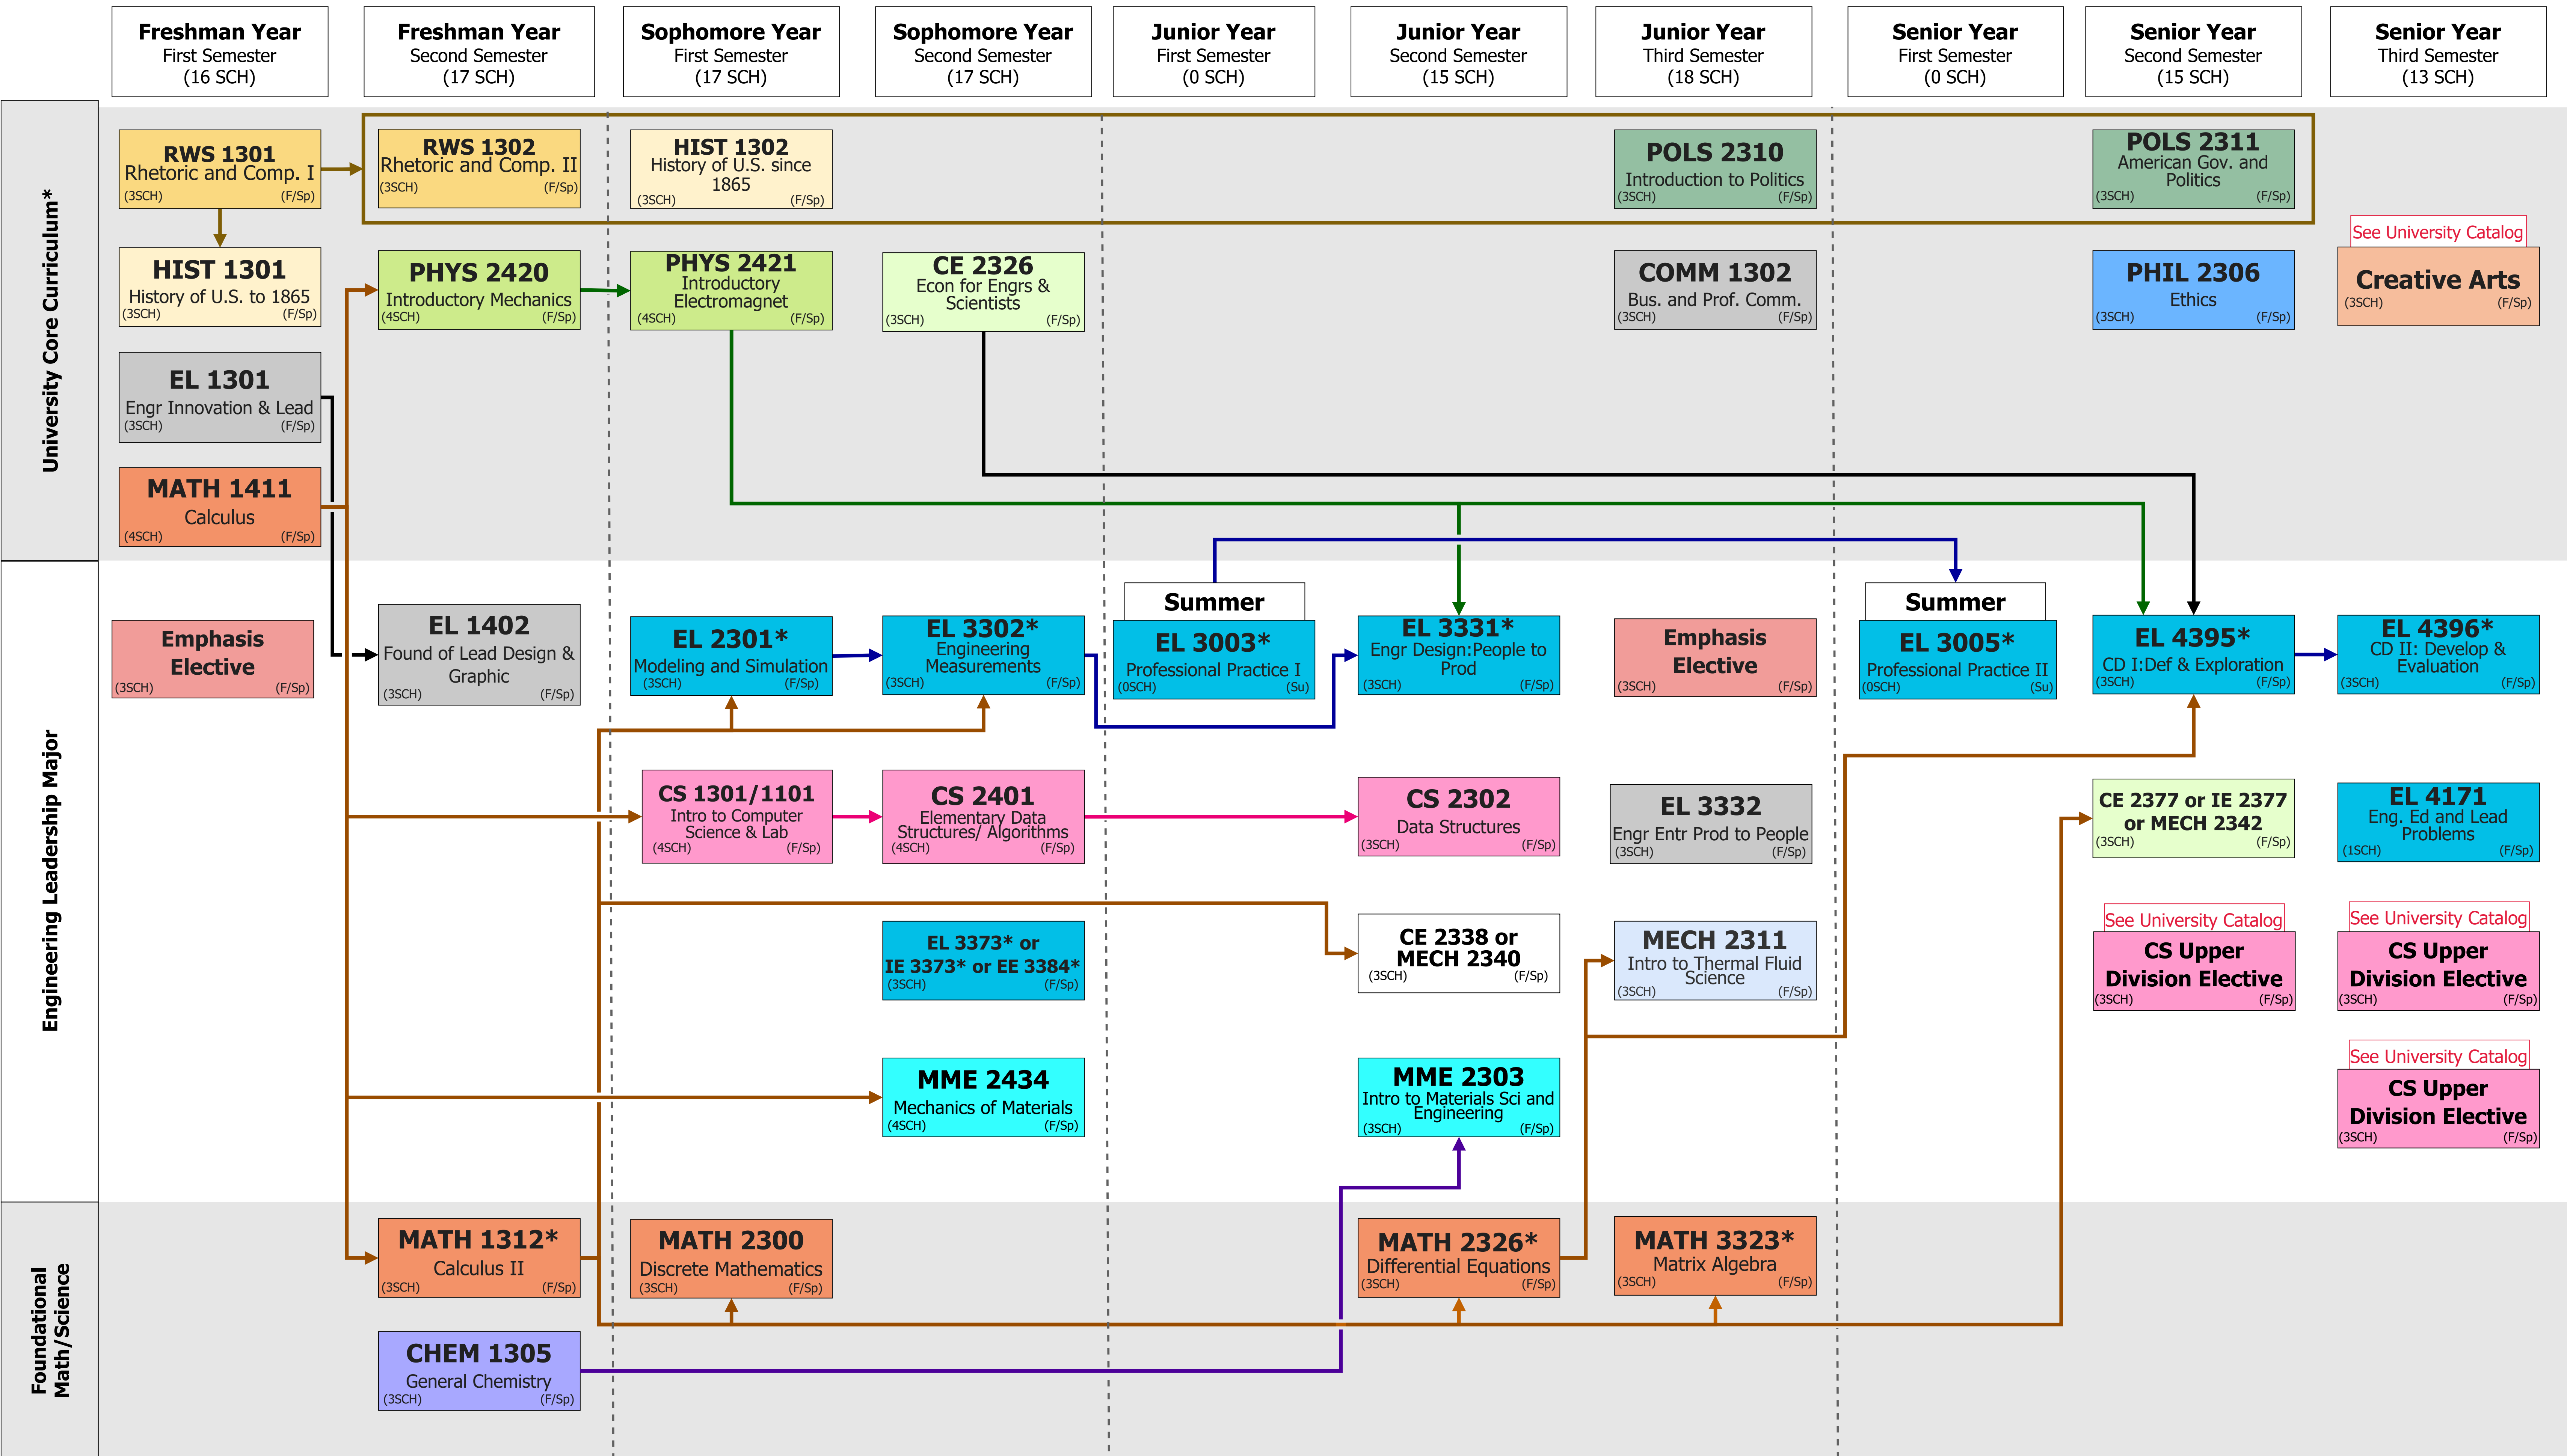 Freshman Year
First Semester
(16 SCH)
Freshman Year
Second Semester
(17 SCH)
Sophomore Year
First Semester
(17 SCH)
Sophomore Year
Second Semester
(17 SCH)
Junior Year
First Semester
(0 SCH)
Junior Year
Second Semester
(15 SCH)
Junior Year
Third Semester
(18 SCH)
Senior Year
First Semester
(0 SCH)
Senior Year
Second Semester
(15 SCH)
Senior Year
Third Semester
(13 SCH)
University Core Curriculum*
RWS 1301
Rhetoric and Comp. I
(3SCH) (F/Sp)
RWS 1302
Rhetoric and Comp. II
(3SCH) (F/Sp)
HIST 1302
History of U.S. since
1865
(3SCH) (F/Sp)
POLS 2310
Introduction to Politics
(3SCH) (F/Sp)
POLS 2311
American Gov. and
Politics
(3SCH) (F/Sp)
HIST 1301
History of U.S. to 1865
(3SCH) (F/Sp)
PHYS 2420
Introductory Mechanics
(4SCH) (F/Sp)
PHYS 2421
Introductory
Electromagnet
(4SCH) (F/Sp)
CE 2326
Econ for Engrs &
Scientists
(3SCH) (F/Sp)
COMM 1302
Bus. and Prof. Comm.
(3SCH) (F/Sp)
PHIL 2306
Ethics
(3SCH) (F/Sp)
See University Catalog
Creative Arts
(3SCH) (F/Sp)
EL 1301
Engr Innovation & Lead
(3SCH) (F/Sp)
MATH 1411
Calculus
(4SCH) (F/Sp)
Engineering Leadership Major
Emphasis
Elective
(3SCH) (F/Sp)
EL 1402
Found of Lead Design &
Graphic
(3SCH) (F/Sp)
EL 2301*
Modeling and Simulation
(3SCH) (F/Sp)
EL 3302*
Engineering
Measurements
(3SCH) (F/Sp)
Summer
EL 3003*
Professional Practice I
(0SCH) (Su)
EL 3331*
Engr Design:People to
Prod
(3SCH) (F/Sp)
Emphasis
Elective
(3SCH) (F/Sp)
Summer
EL 3005*
Professional Practice II
(0SCH) (Su)
EL 4395*
CD I:Def & Exploration
(3SCH) (F/Sp)
EL 4396*
CD II: Develop &
Evaluation
(3SCH) (F/Sp)
CS 1301/1101
Intro to Computer
Science & Lab
(4SCH) (F/Sp)
CS 2401
Elementary Data
Structures/ Algorithms
(4SCH) (F/Sp)
CS 2302
Data Structures
(3SCH) (F/Sp)
EL 3332
Engr Entr Prod to People
(3SCH) (F/Sp)
CE 2377 or IE 2377
or MECH 2342
(3SCH) (F/Sp)
EL 4171
Eng. Ed and Lead
Problems
(1SCH) (F/Sp)
EL 3373* or
IE 3373* or EE 3384*
(3SCH) (F/Sp)
CE 2338 or
MECH 2340
(3SCH) (F/Sp)
MECH 2311
Intro to Thermal Fluid
Science
(3SCH) (F/Sp)
See University Catalog
CS Upper
Division Elective
(3SCH) (F/Sp)
See University Catalog
CS Upper
Division Elective
(3SCH) (F/Sp)
MME 2434
Mechanics of Materials
(4SCH) (F/Sp)
MME 2303
Intro to Materials Sci and
Engineering
(3SCH) (F/Sp)
See University Catalog
CS Upper
Division Elective
(3SCH) (F/Sp)
Foundational
Math/Science
MATH 1312*
Calculus II
(3SCH) (F/Sp)
MATH 2300
Discrete Mathematics
(3SCH) (F/Sp)
MATH 2326*
Differential Equations
(3SCH) (F/Sp)
MATH 3323*
Matrix Algebra
(3SCH) (F/Sp)
CHEM 1305
General Chemistry
(3SCH) (F/Sp)